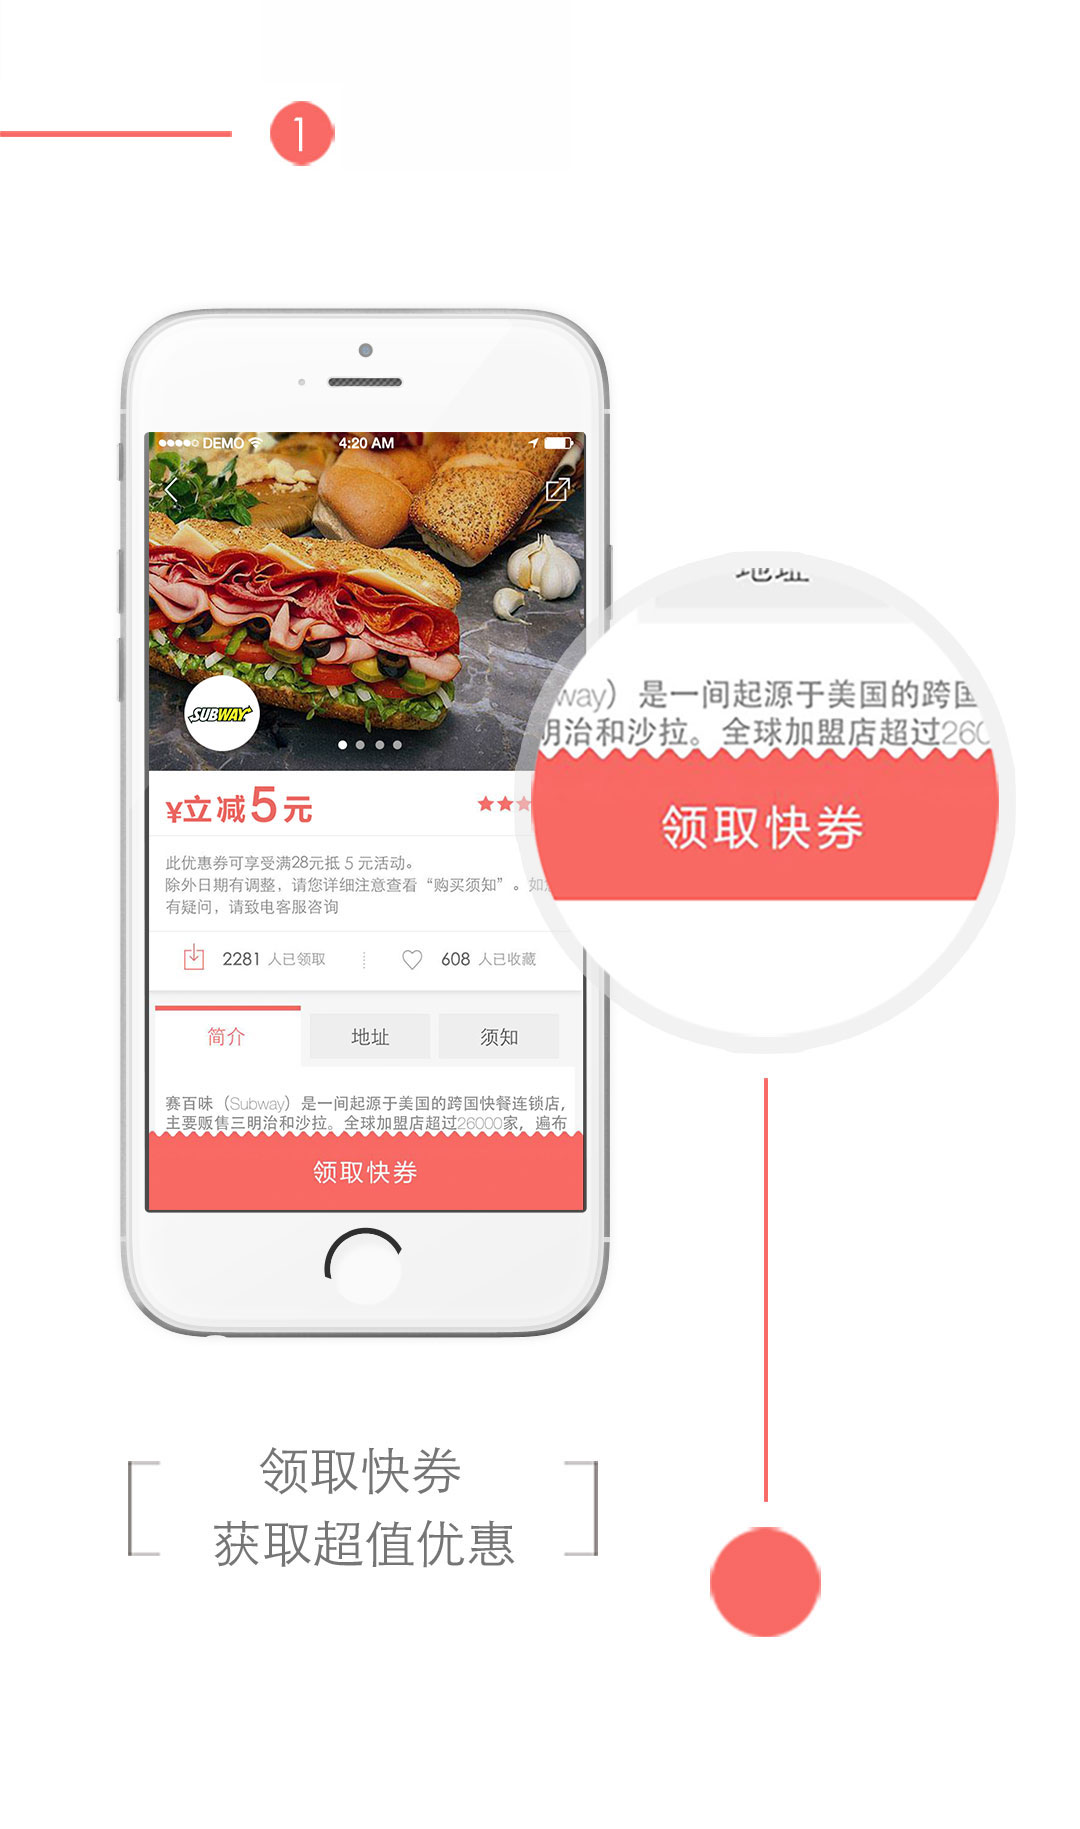 1
DEMO 4:20 AM
SUBWAY
¥立减5元
此优惠券可享受满28元抵 5 元活动。
除外日期有调整，请您详细注意查看“购买须知”。如
有疑问，请致电客服咨询
2281 人已领取 608 人已收藏
简介 地址 须知
赛百味（Subway）是一间起源于美国的跨国快餐连锁店，
主要贩售三明治和沙拉。全球加盟店超过26000家，遍布
领取快券
地址
way）是一间起源于美国的跨国
明治和沙拉。全球加盟店超过260
领取快券
领取快券
获取超值优惠